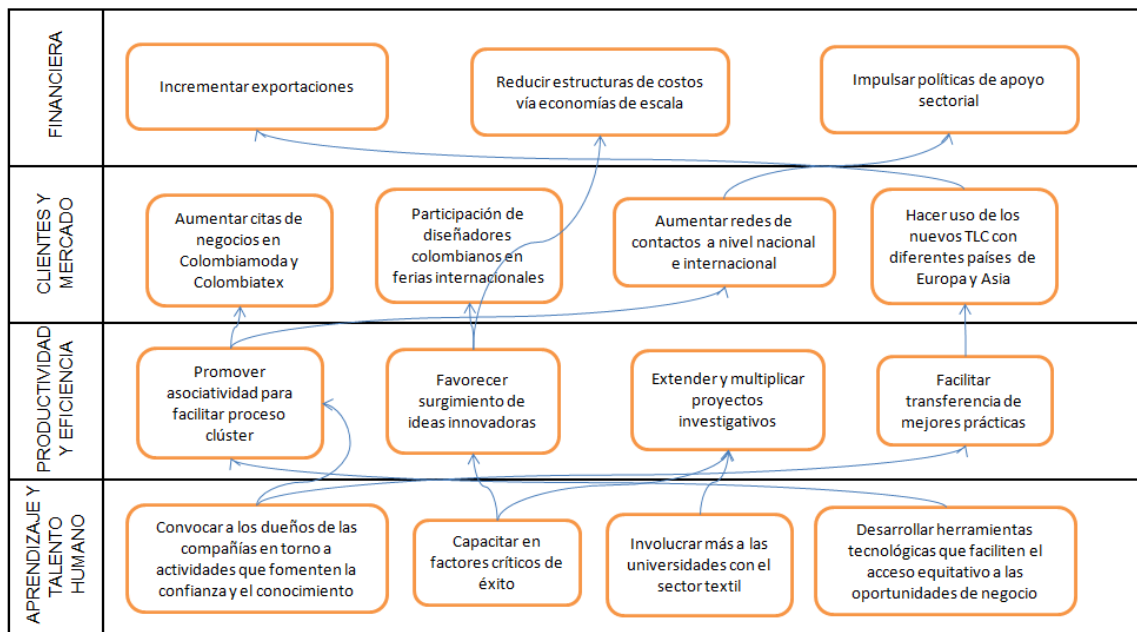 FINANCIERA
Incrementar exportaciones
Reducir estructuras de costos
vía economías de escala
Impulsar políticas de apoyo
sectorial
CLIENTES Y
MERCADO
Aumentar citas de
negocios en
Colombiamoda y
Colombiatex
Participación de
diseñadores
colombianos en
ferias internacionales
Aumentar redes de
contactos a nivel nacional
e internacional
Hacer uso de los
nuevos TLC con
diferentes países de
Europa y Asia
PRODUCTIVIDAD
Y EFICIENCIA
Promover
asociatividad para
facilitar proceso
clúster
Favorecer
surgimiento de
ideas innovadoras
Extender y multiplicar
proyectos
investigativos
Facilitar
transferencia de
mejores prácticas
APRENDIZAJE Y
TALENTO
HUMANO
Convocar a los dueños de las
compañías en torno a
actividades que fomenten la
confianza y el conocimiento
Capacitar en
factores críticos de
éxito
Involucrar más a las
universidades con el
sector textil
Desarrollar herramientas
tecnológicas que faciliten el
acceso equitativo a las
oportunidades de negocio